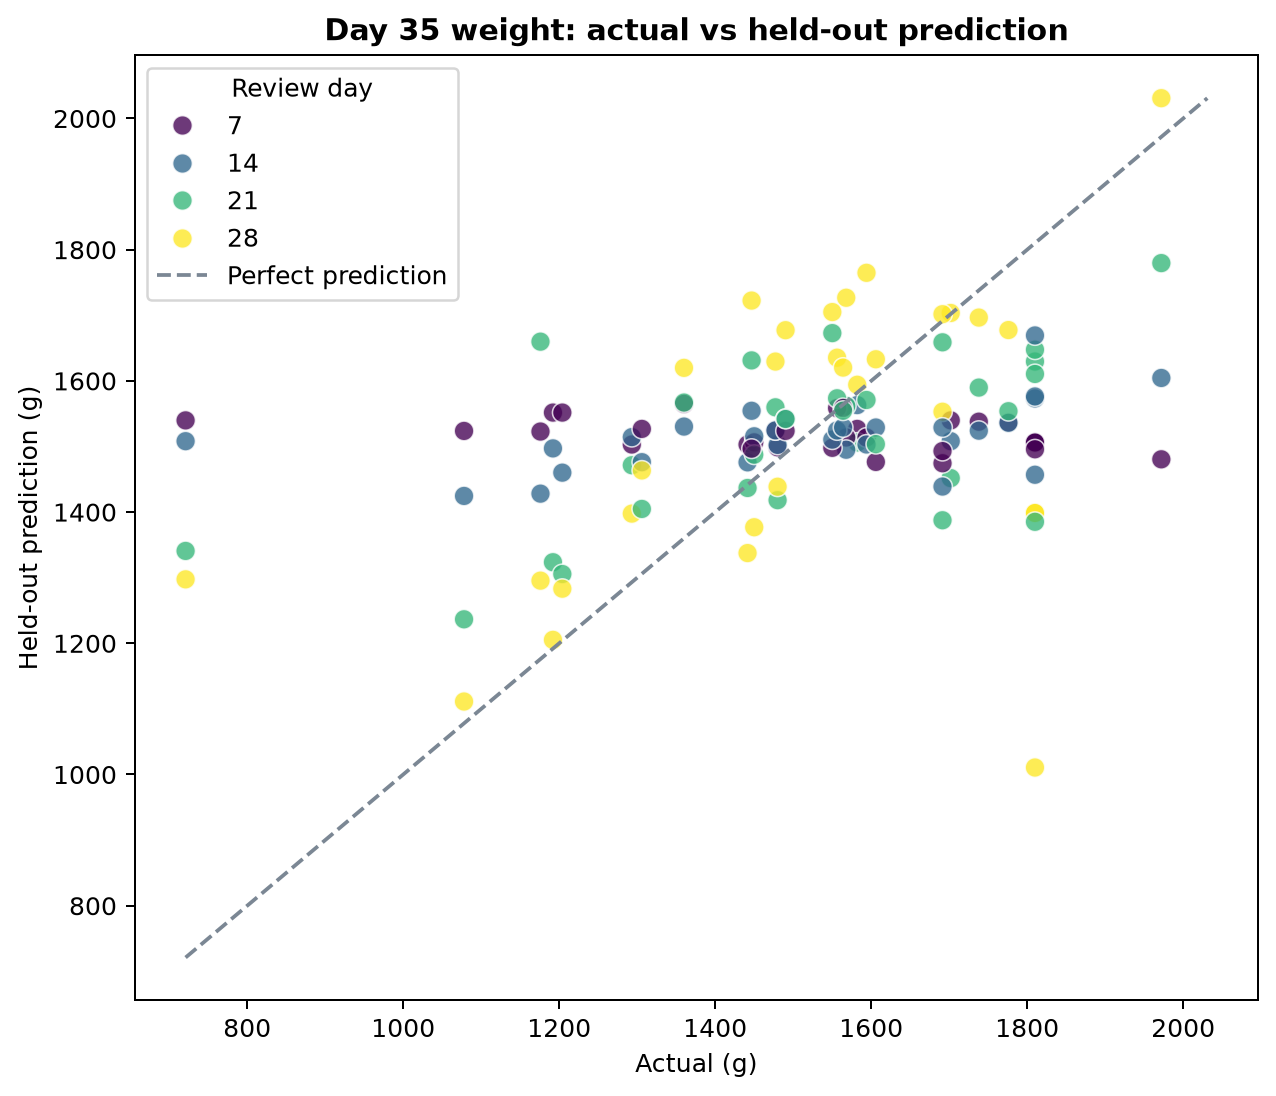 Day 35 weight: actual vs held-out prediction
Review day
7
14
21
28
Perfect prediction
2000
1800
1600
1400
1200
1000
800
Held-out prediction (g)
800 1000 1200 1400 1600 1800 2000
Actual (g)